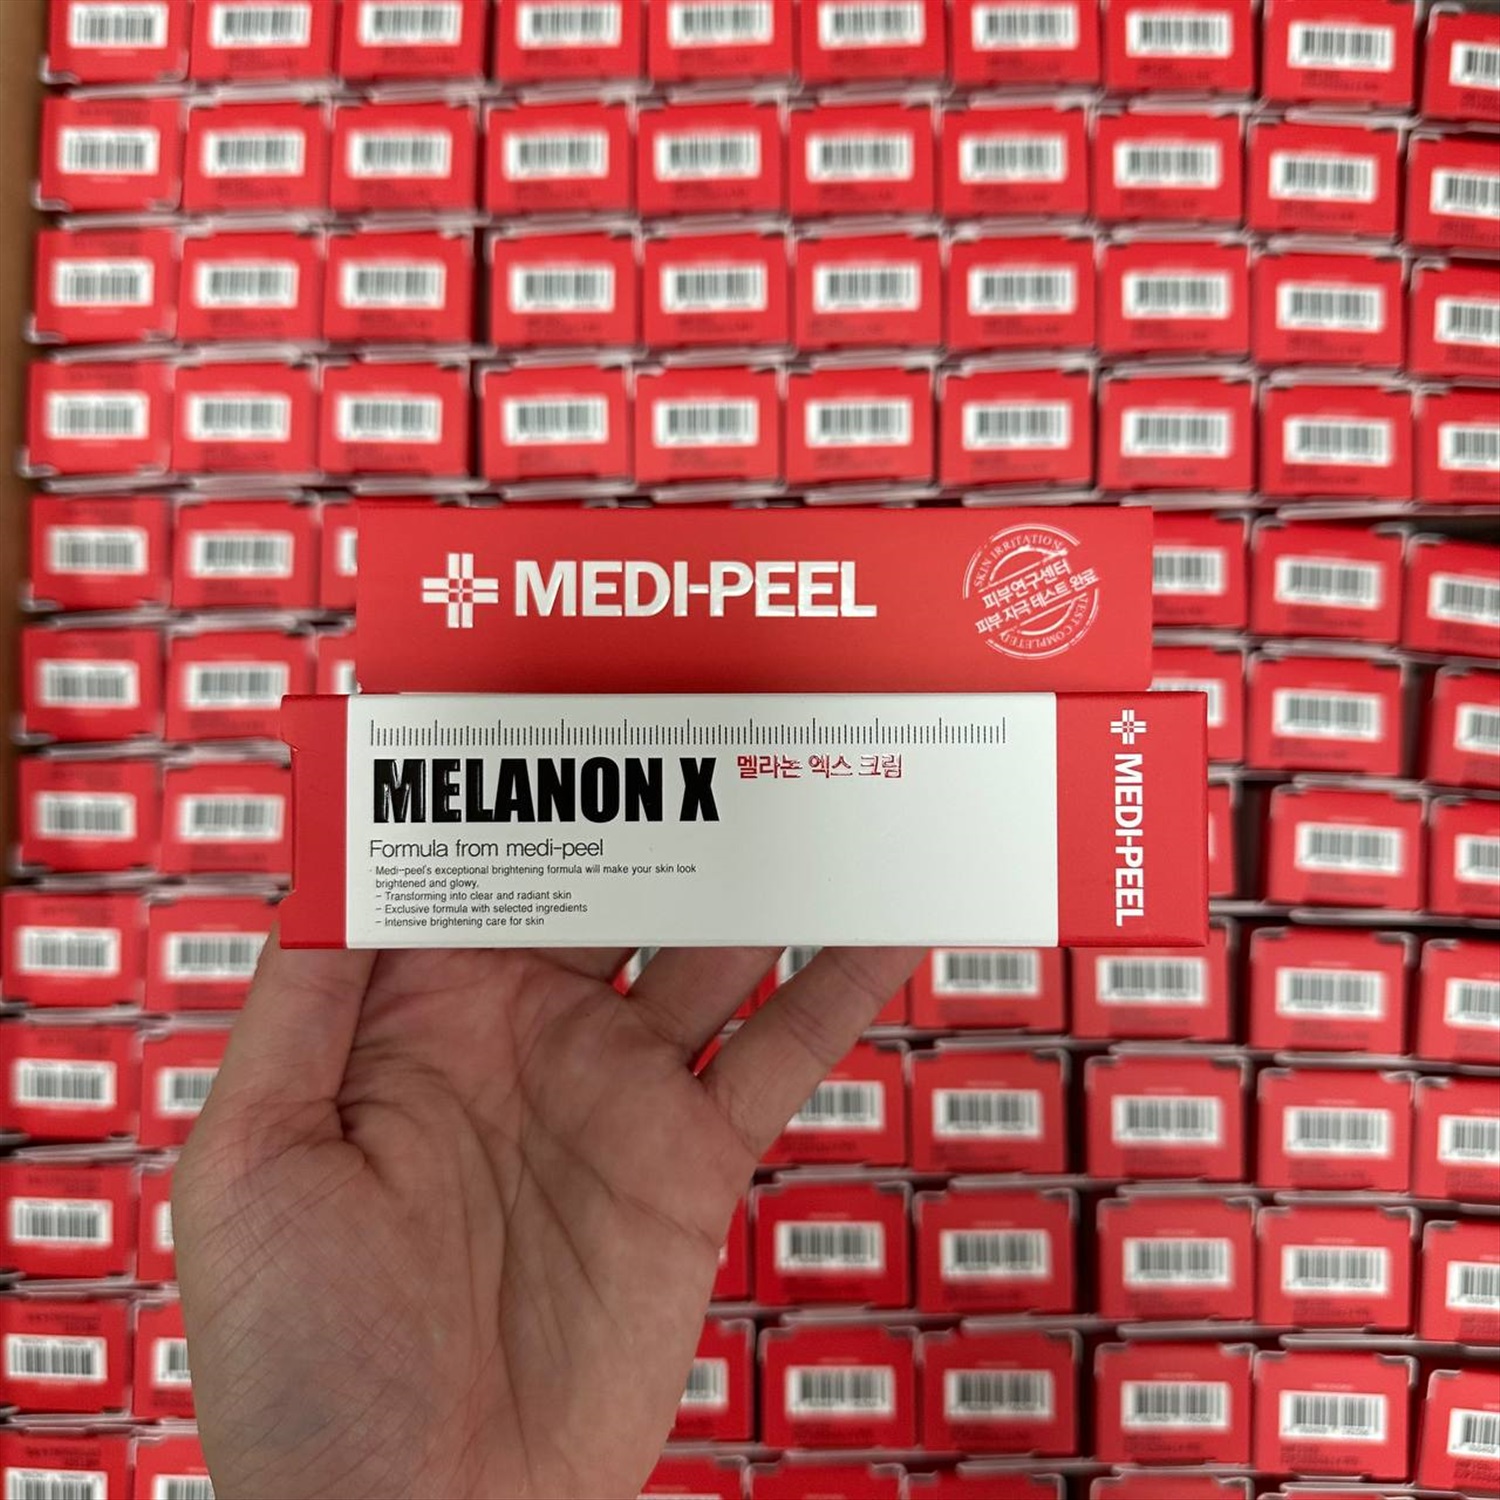 MEDI-PEEL
SKIN IRRITATION
피부연구센터
피부 자극 테스트 완료
TEST COMPLETED
MELANON X 멜라논 엑스 크림
Formula from medi-peel
· Medi-peel's exceptional brightening formula will make your skin look
brightened and glowy,
- Transforming into clear and radiant skin
- Exclusive formula with selected ingredients
- Intensive brightening care for skin
MEDI-PEEL